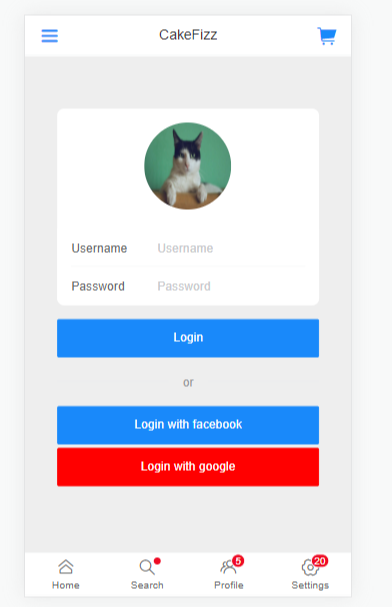 CakeFizz
Username Username
Password Password
Login
or
Login with facebook
Login with google
5 20
Home Search Profile Settings